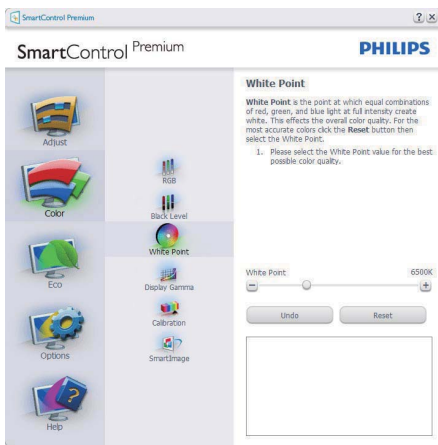 SmartControl Premium
? ×
SmartControl Premium
PHILIPS
Adjust
Color
Eco
Options
Help
RGB
Black Level
White Point
Display Gamma
Calibration
SmartImage
White Point
White Point is the point at which equal combinations
of red, green, and blue light at full intensity create
white. This effects the overall color quality. For the
most accurate colors click the Reset button then
select the White Point.
1. Please select the White Point value for the best
possible color quality.
White Point 6500K
Undo Reset